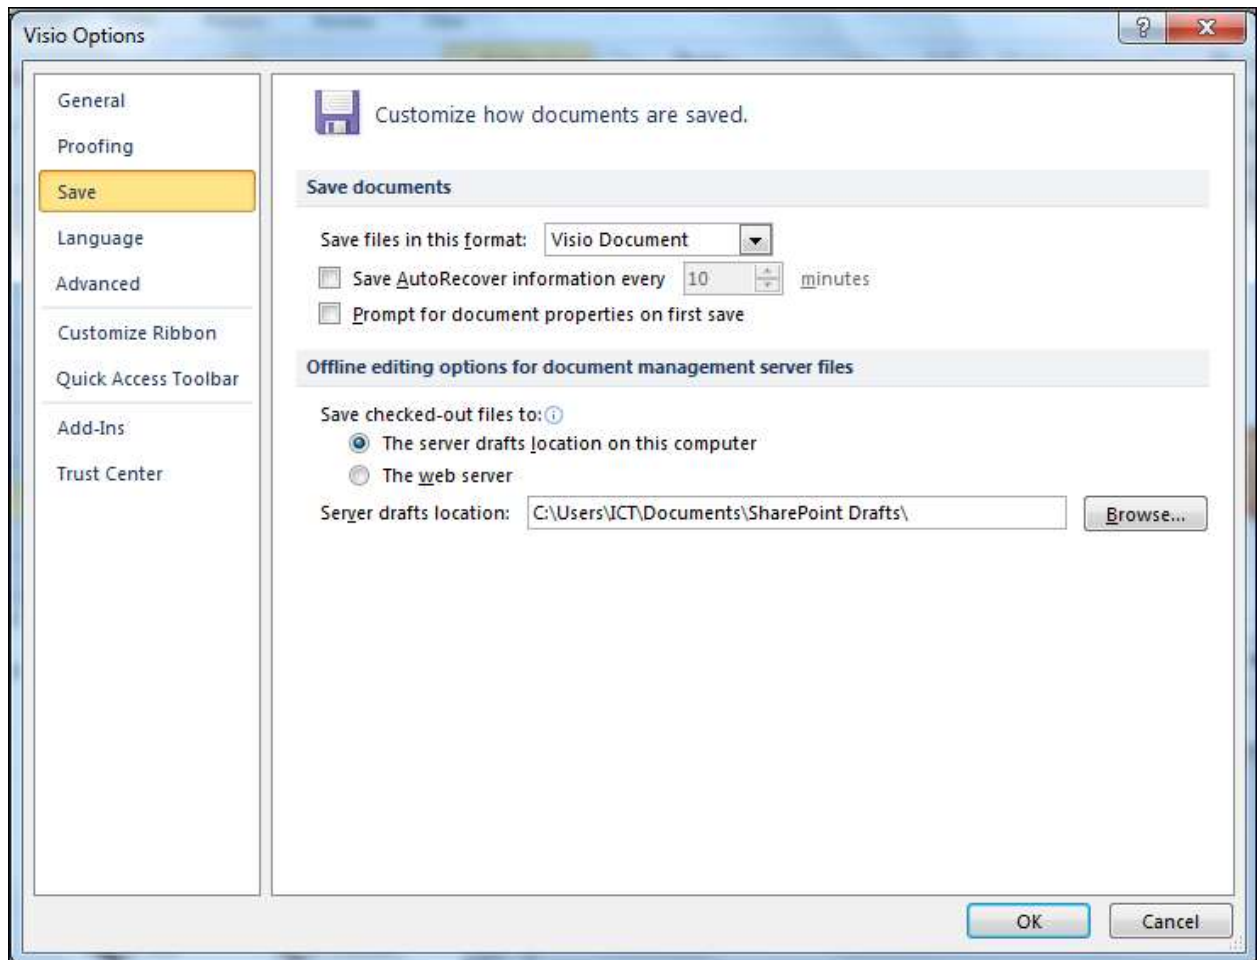 Visio Options
General
Proofing
Save
Language
Advanced
Customize Ribbon
Quick Access Toolbar
Add-Ins
Trust Center
Customize how documents are saved.
Save documents
Save files in this format: Visio Document
Save AutoRecover information every 10 minutes
Prompt for document properties on first save
Offline editing options for document management server files
Save checked-out files to:
The server drafts location on this computer
The web server
Server drafts location: C:\Users\ICT\Documents\SharePoint Drafts\ Browse...
OK Cancel